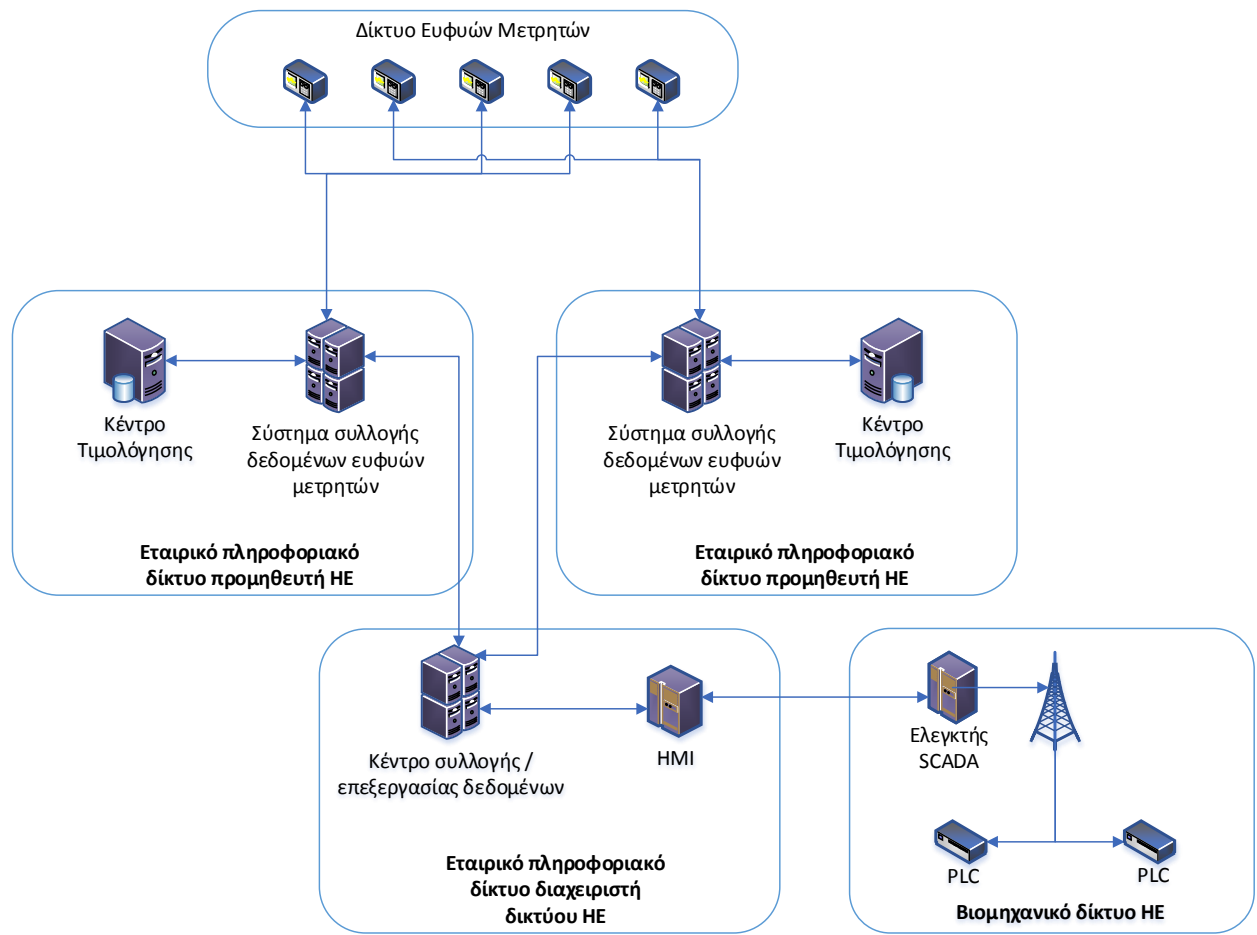 Δίκτυο Ευφυών Μετρητών
Κέντρο
Τιμολόγησης
Σύστημα συλλογής
δεδομένων ευφυών
μετρητών
Εταιρικό πληροφοριακό
δίκτυο προμηθευτή ΗΕ
Σύστημα συλλογής
δεδομένων ευφυών
μετρητών
Κέντρο
Τιμολόγησης
Εταιρικό πληροφοριακό
δίκτυο προμηθευτή ΗΕ
Κέντρο συλλογής /
επεξεργασίας δεδομένων
HMI
Εταιρικό πληροφοριακό
δίκτυο διαχειριστή
δικτύου ΗΕ
Ελεγκτής
SCADA
PLC
PLC
Βιομηχανικό δίκτυο ΗΕ